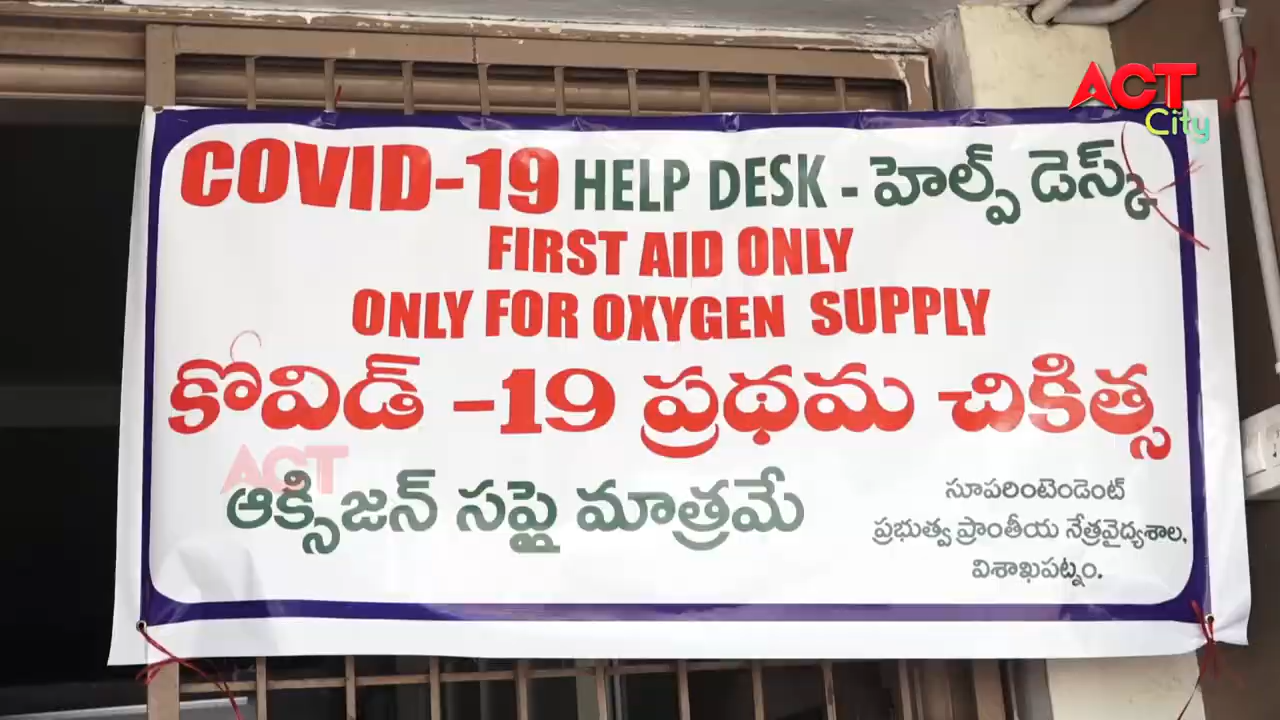 ACT
City
COVID-19 HELP DESK - హెల్ప్ డెస్క్
FIRST AID ONLY
ONLY FOR OXYGEN SUPPLY
కోవిడ్ -19 ప్రథమ చికిత్స
ACT
ఆక్సిజన్ సప్లై మాత్రమే
సూపరింటెండెంట్
ప్రభుత్వ ప్రాంతీయ నేత్రవైద్యశాల,
విశాఖపట్నం.